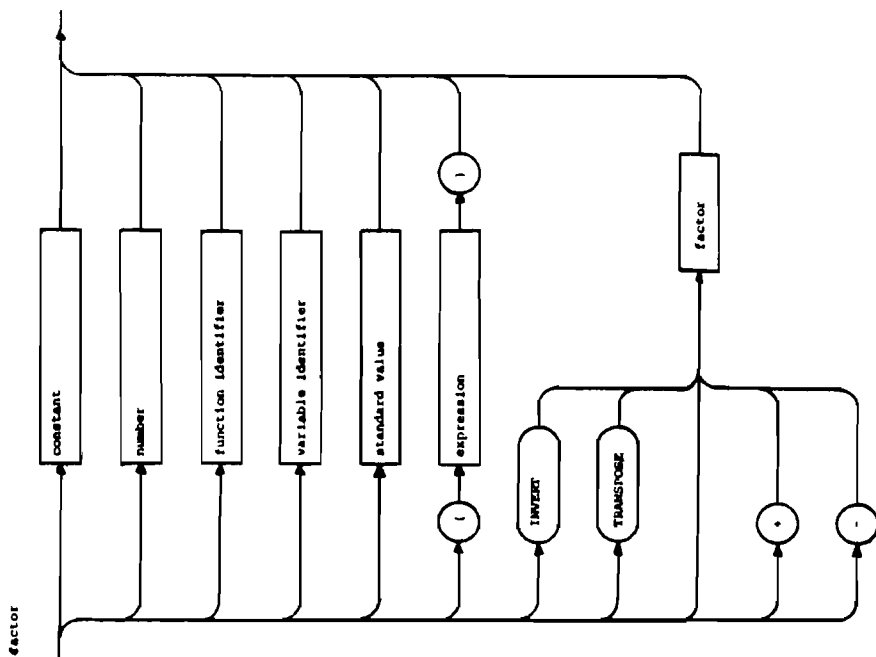 factor
constant
number
function identifier
variable identifier
standard value
( expression )
INVERT
TRANSPOSE
factor
+
-